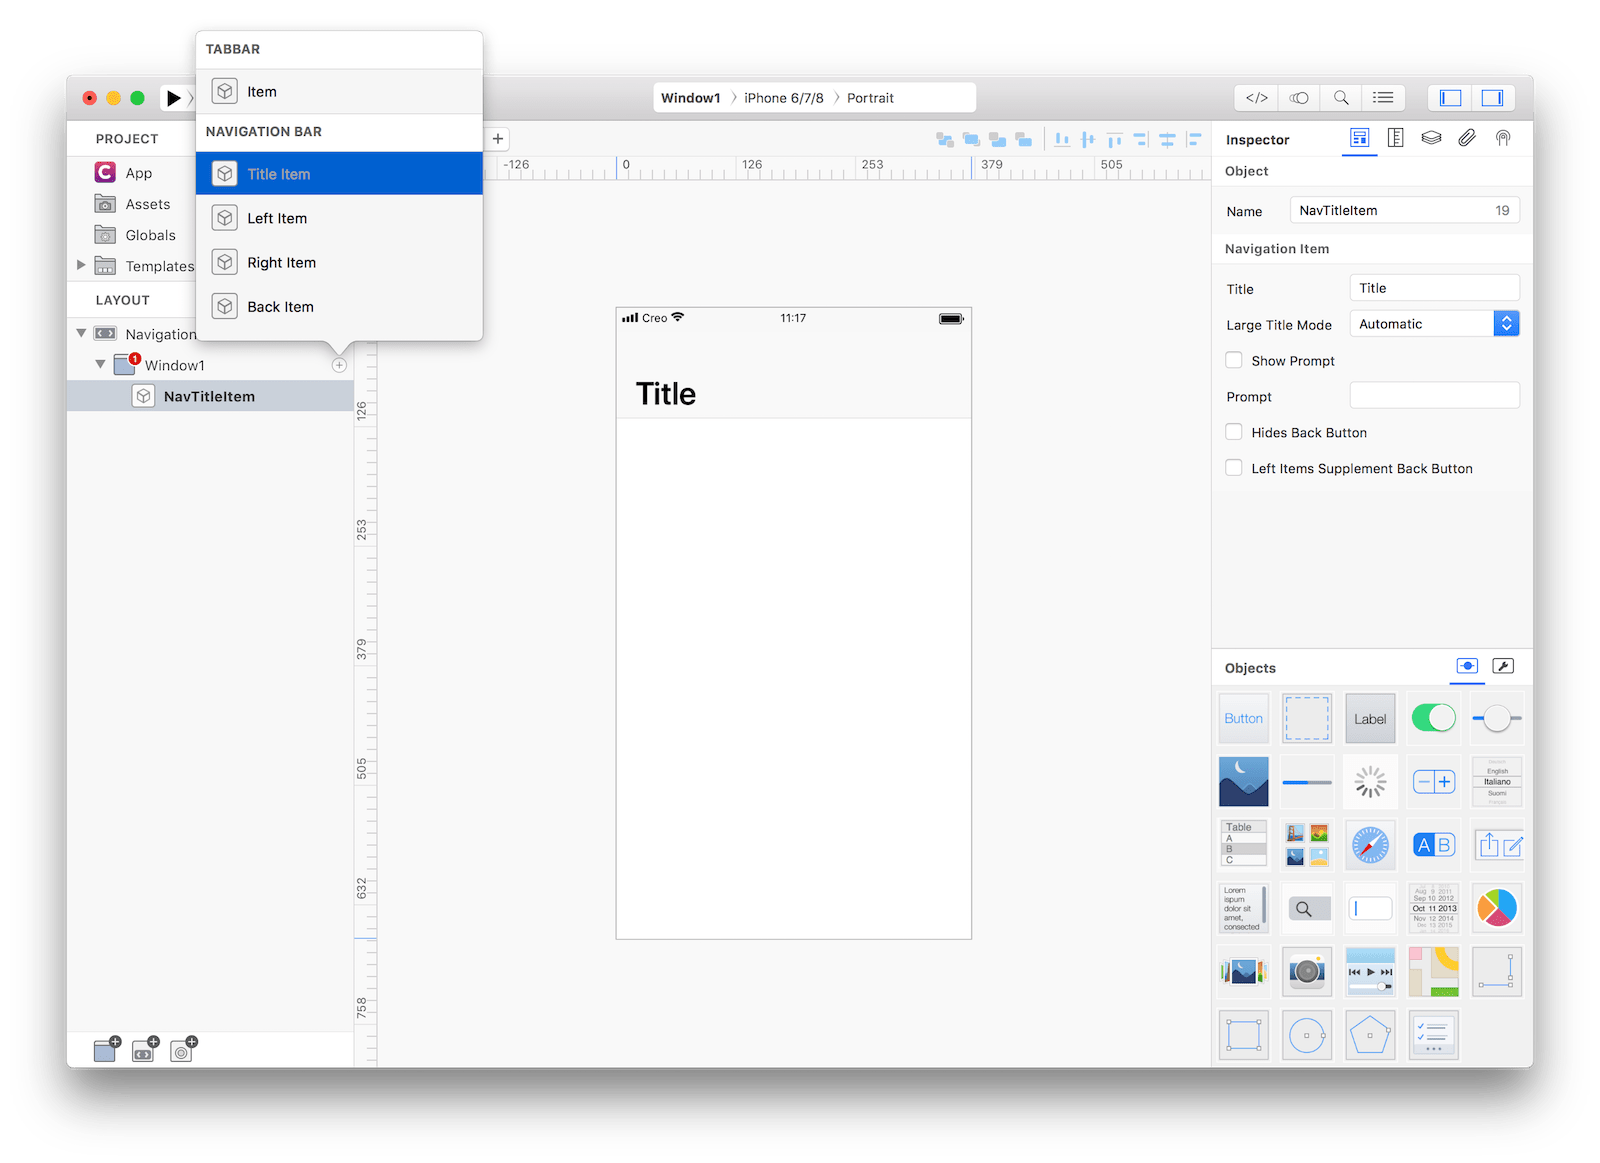 TABBAR
Item
NAVIGATION BAR
Title Item
Left Item
Right Item
Back Item
Window1 iPhone 6/7/8 Portrait
</>
PROJECT
App
Assets
Globals
Templates
LAYOUT
Navigation
1
Window1
NavTitleItem
+
-126 0 126 253 379 505
126
253
379
505
632
758
Creo 11:17
Title
Inspector
Object
Name NavTitleItem 19
Navigation Item
Title Title
Large Title Mode Automatic
Show Prompt
Prompt
Hides Back Button
Left Items Supplement Back Button
Objects
Button
Label
English
Italiano
Suomi
Table
A
B
C
A B
Lorem
ispum
dolor sit
amet,
consected
Aug 9 2011
Sep 10 2012
Oct 11 2013
Nov 12 2014
Dec 13 2015